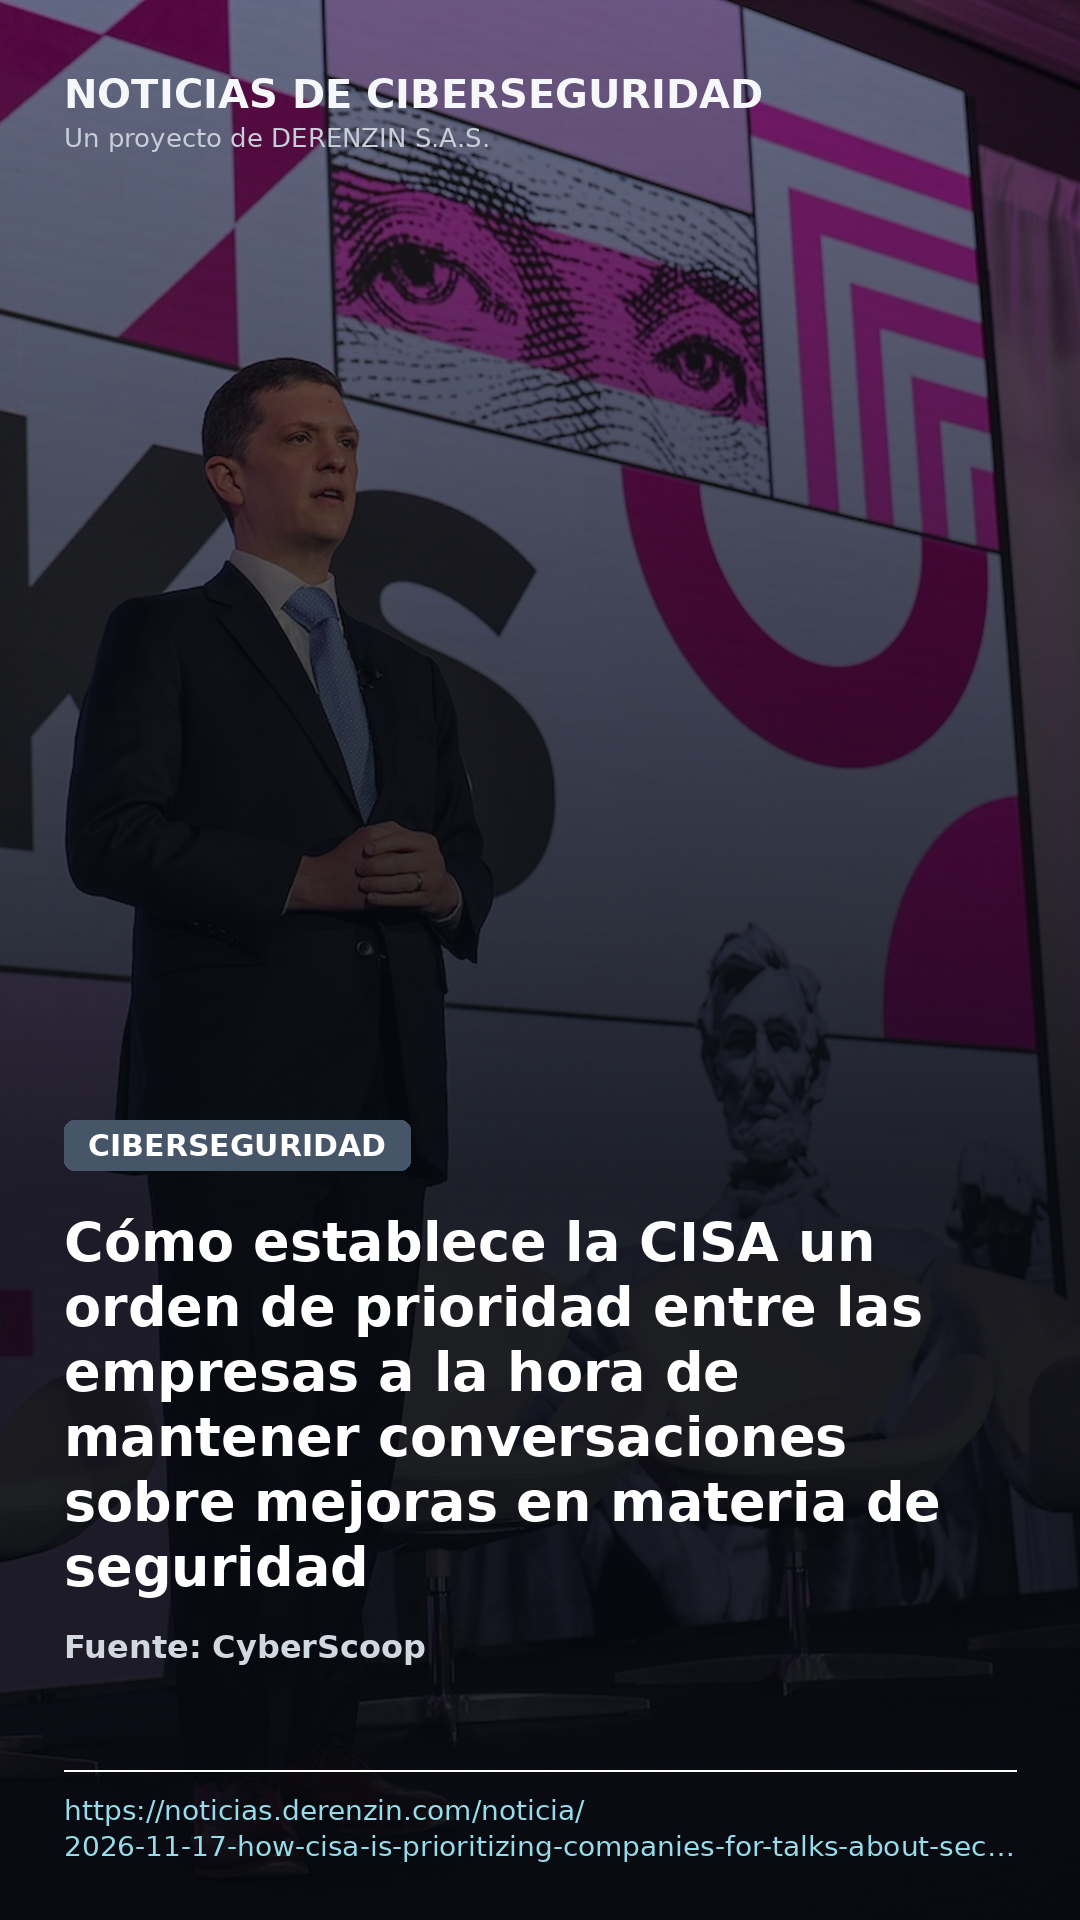 NOTICIAS DE CIBERSEGURIDAD
Un proyecto de DERENZIN S.A.S.
KS
CIBERSEGURIDAD
Cómo establece la CISA un
orden de prioridad entre las
empresas a la hora de
mantener conversaciones
sobre mejoras en materia de
seguridad
Fuente: CyberScoop
https://noticias.derenzin.com/noticia/
2026-11-17-how-cisa-is-prioritizing-companies-for-talks-about-sec…